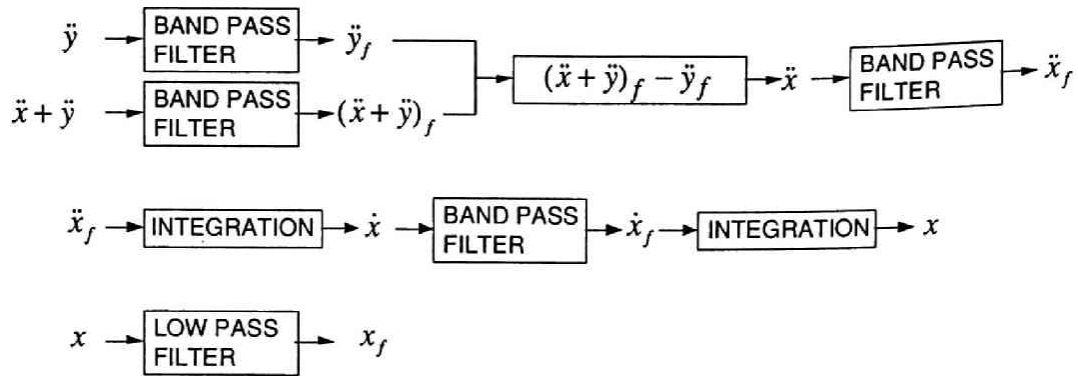 ÿ BAND PASS FILTER ÿ_f
ẍ + ÿ BAND PASS FILTER (ẍ + ÿ)_f
(ẍ + ÿ)_f − ÿ_f ẍ BAND PASS FILTER ẍ_f
ẍ_f INTEGRATION ẋ BAND PASS FILTER ẋ_f INTEGRATION x
x LOW PASS FILTER x_f